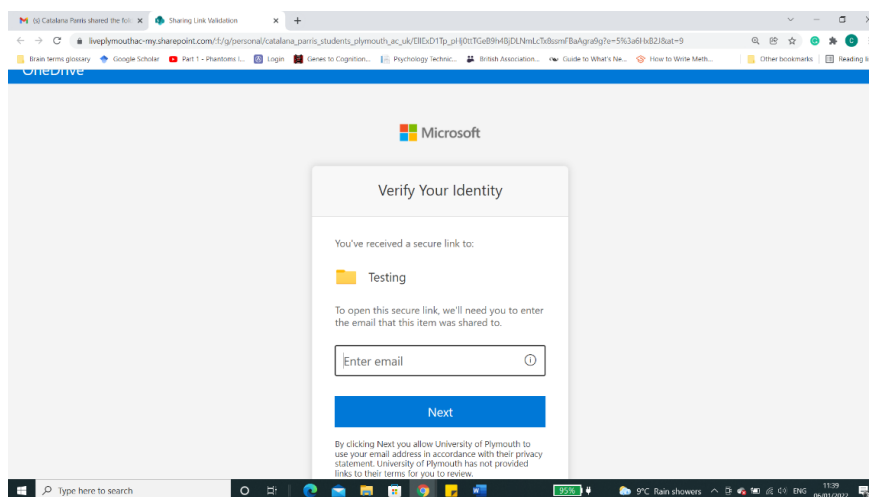 (s) Catalana Parris shared the fol
Sharing Link Validation
liveplymouthac-my.sharepoint.com/:f:/g/personal/catalana_parris_students_plymouth_ac_uk/
Brain terms glossary
Google Scholar
Part 1 - Phantoms I...
Login
Genes to Cognition...
Psychology Technic...
British Association...
Guide to What's Ne...
How to Write Meth...
Other bookmarks
Reading li
OneDrive
Microsoft
Verify Your Identity
You've received a secure link to:
Testing
To open this secure link, we'll need you to enter
the email that this item was shared to.
Enter email
Next
By clicking Next you allow University of Plymouth to
use your email address in accordance with their privacy
statement. University of Plymouth has not provided
links to their terms for you to review.
Type here to search
95%
9°C Rain showers
ENG
11:39
06/01/2022